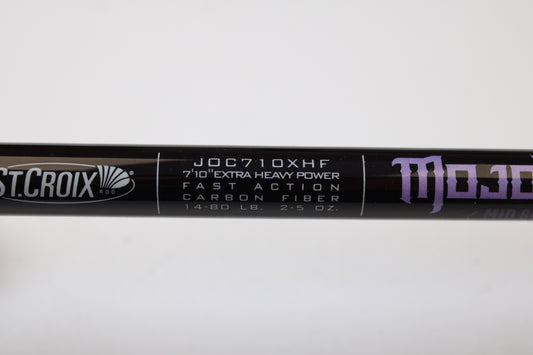 ST.CROIX
ROD
JOC710XHF
7'10" EXTRA HEAVY POWER
FAST ACTION
CARBON FIBER
14-80 LB. 2-5 OZ.
MOJO